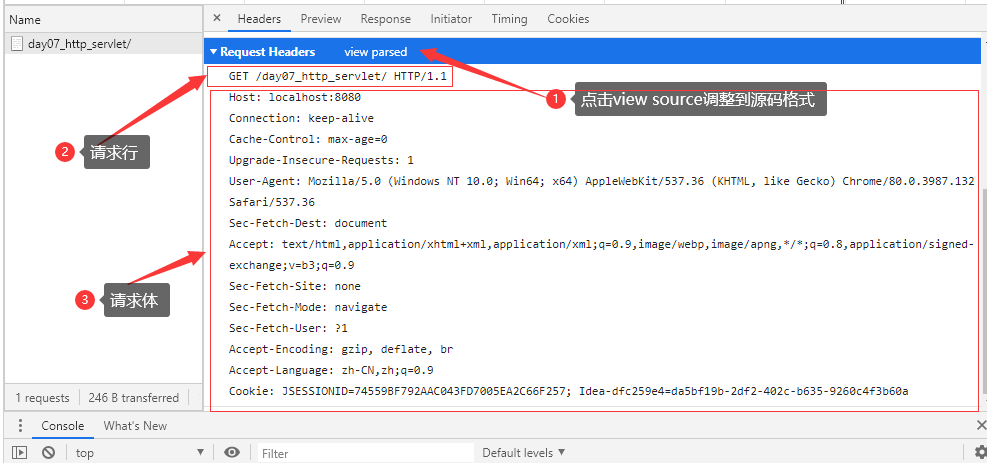 Name
× Headers Preview Response Initiator Timing Cookies
day07_http_servlet/
Request Headers view parsed
GET /day07_http_servlet/ HTTP/1.1
1 点击view source调整到源码格式
Host: localhost:8080
Connection: keep-alive
Cache-Control: max-age=0
2 请求行
Upgrade-Insecure-Requests: 1
User-Agent: Mozilla/5.0 (Windows NT 10.0; Win64; x64) AppleWebKit/537.36 (KHTML, like Gecko) Chrome/80.0.3987.132
Safari/537.36
Sec-Fetch-Dest: document
Accept: text/html,application/xhtml+xml,application/xml;q=0.9,image/webp,image/apng,*/*;q=0.8,application/signed-
exchange;v=b3;q=0.9
Sec-Fetch-Site: none
3 请求体
Sec-Fetch-Mode: navigate
Sec-Fetch-User: ?1
Accept-Encoding: gzip, deflate, br
Accept-Language: zh-CN,zh;q=0.9
Cookie: JSESSIONID=74559BF792AAC043FD7005EA2C66F257; Idea-dfc259e4=da5bf19b-2df2-402c-b635-9260c4f3b60a
1 requests 246 B transferred
Console What's New
top Filter Default levels